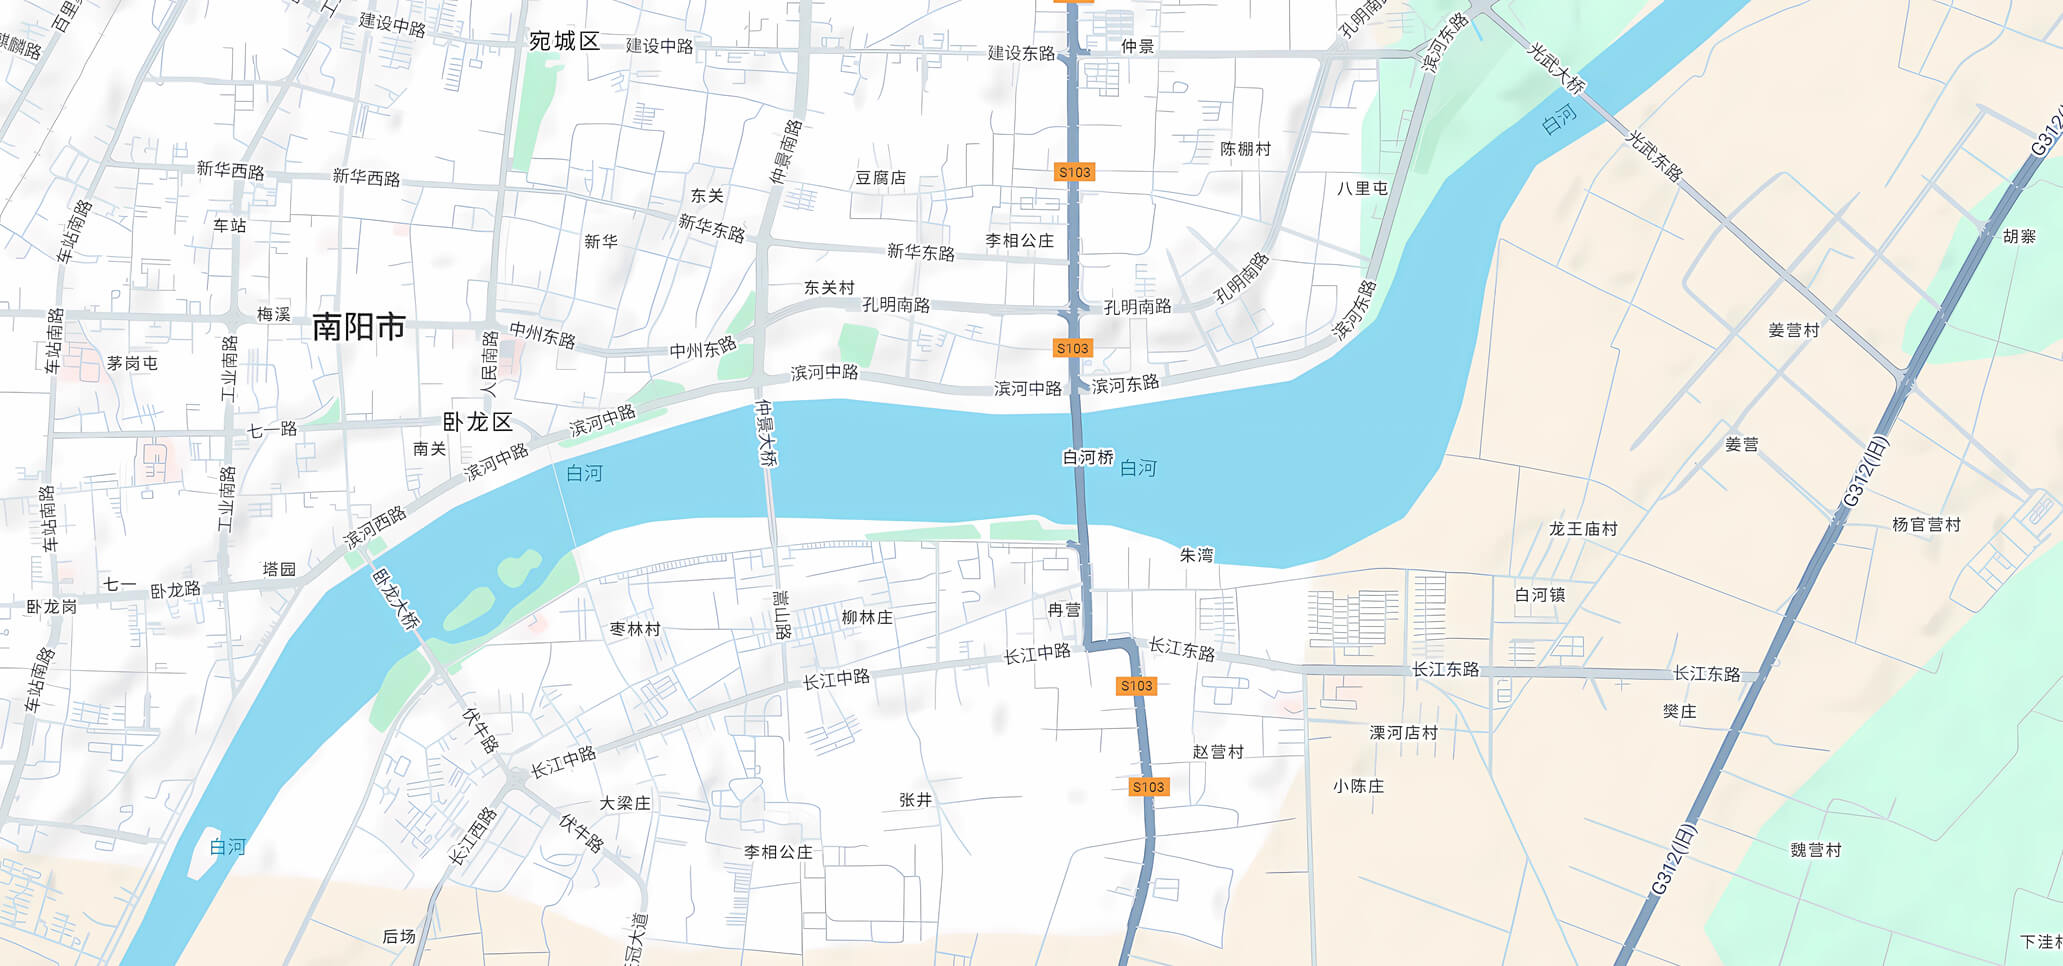 建设中路
麒麟路
宛城区
建设中路
建设东路
仲景
滨河东路
光武大桥
白河
光武东路
陈棚村
仲景南路
S103
新华西路
新华西路
东关
豆腐店
八里屯
车站南路
车站
新华东路
新华
新华东路
李相公庄
胡寨
孔明南路
东关村
孔明南路
孔明南路
滨河东路
梅溪
南阳市
中州东路
中州东路
车站南路
工业南路
人民南路
茅岗屯
S103
姜营村
滨河中路
滨河中路
滨河东路
七一路
卧龙区
滨河中路
仲景大桥
南关
滨河中路
白河
白河桥
白河
姜营
G312(旧)
工业南路
车站南路
滨河西路
龙王庙村
杨官营村
朱湾
塔园
七一
卧龙路
卧龙岗
卧龙大桥
白河镇
枣林村
嵩山路
柳林庄
冉营
长江中路
长江东路
长江东路
长江东路
车站南路
长江中路
S103
樊庄
伏牛路
溧河店村
赵营村
长江中路
小陈庄
S103
大梁庄
张井
长江西路
伏牛路
白河
李相公庄
魏营村
G312(旧)
后场
冠大道